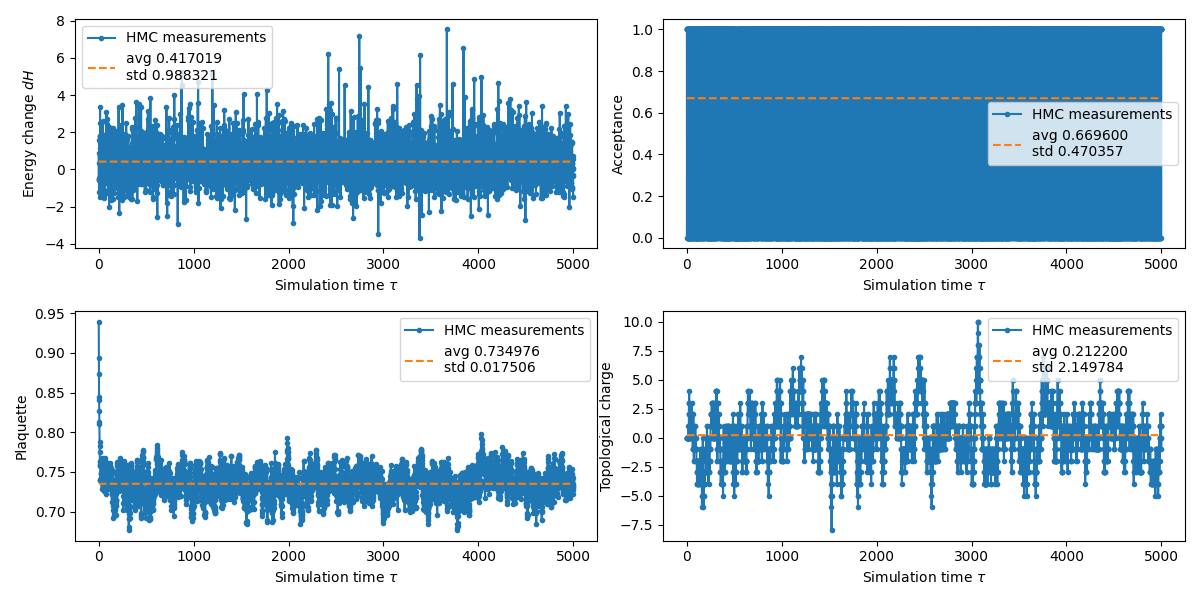 8
6
4
2
0
−2
−4
Energy change dH
HMC measurements
avg 0.417019
std 0.988321
0
1000
2000
3000
4000
5000
Simulation time τ
1.0
0.8
0.6
0.4
0.2
0.0
Acceptance
HMC measurements
avg 0.669600
std 0.470357
0
1000
2000
3000
4000
5000
Simulation time τ
0.95
0.90
0.85
0.80
0.75
0.70
Plaquette
HMC measurements
avg 0.734976
std 0.017506
0
1000
2000
3000
4000
5000
Simulation time τ
10.0
7.5
5.0
2.5
0.0
−2.5
−5.0
−7.5
Topological charge
HMC measurements
avg 0.212200
std 2.149784
0
1000
2000
3000
4000
5000
Simulation time τ